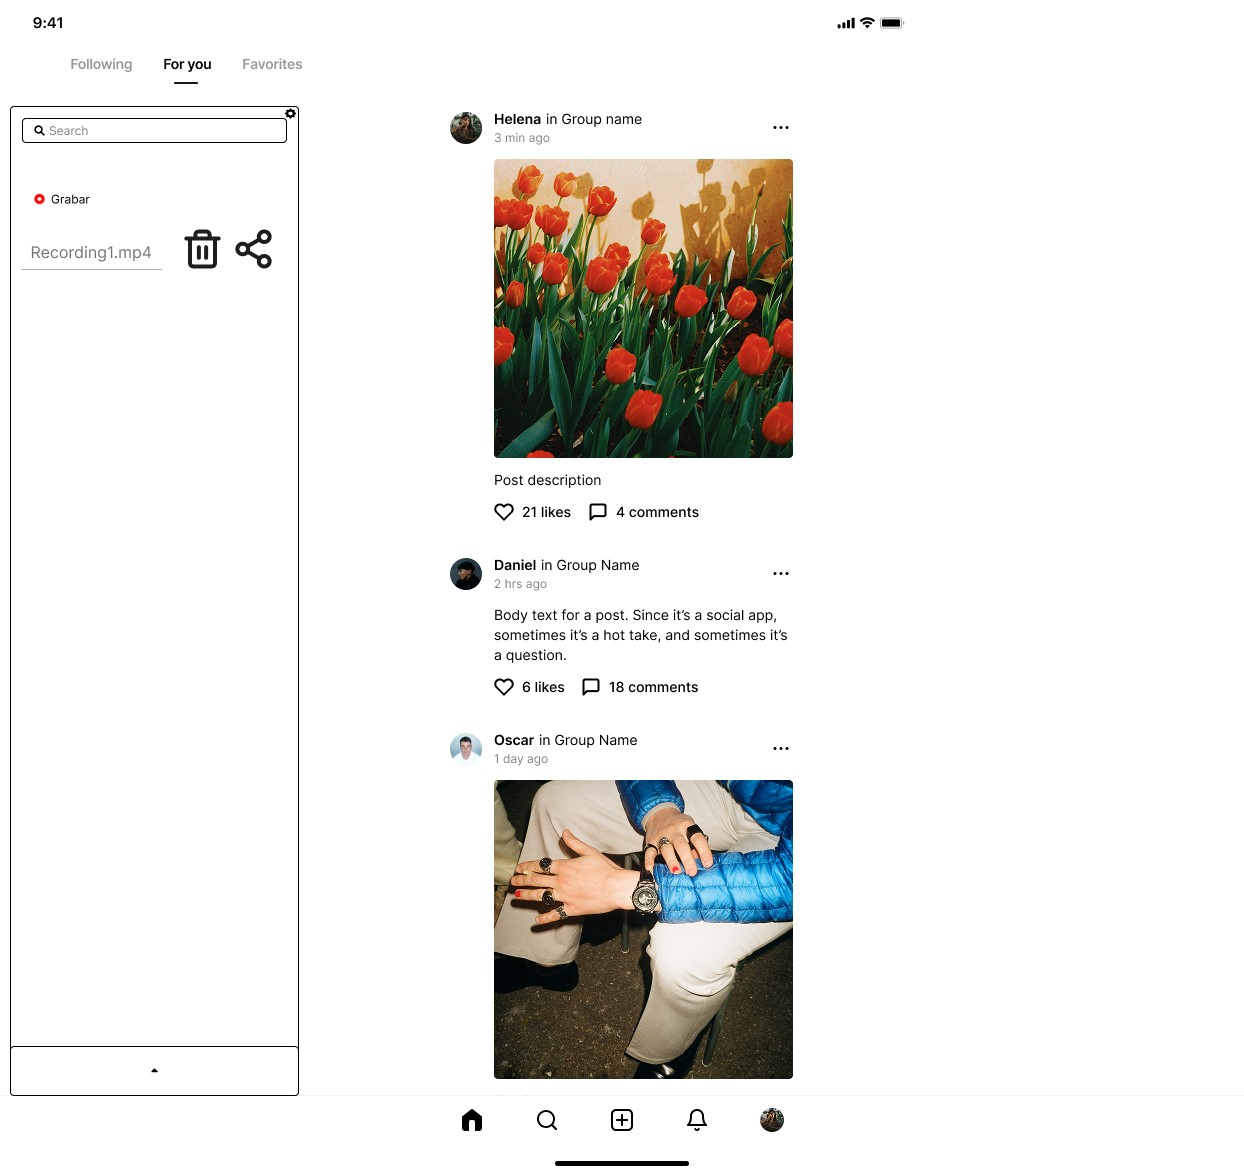 9:41
Following
For you
Favorites
Search
Grabar
Recording1.mp4
Helena in Group name
3 min ago
Post description
21 likes
4 comments
Daniel in Group Name
2 hrs ago
Body text for a post. Since it’s a social app,
sometimes it’s a hot take, and sometimes it’s
a question.
6 likes
18 comments
Oscar in Group Name
1 day ago